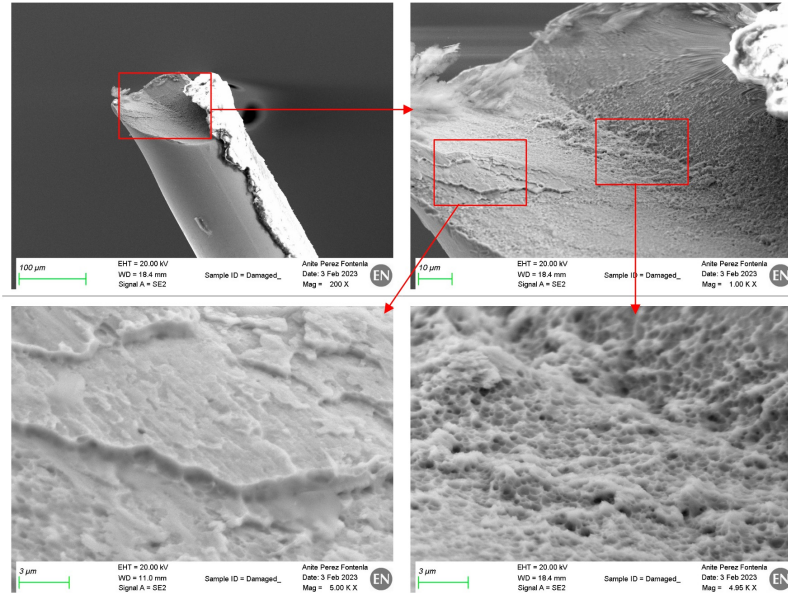 100 µm
EHT = 20.00 kV
WD = 18.4 mm
Signal A = SE2
Sample ID = Damaged_
Anite Perez Fontenla
Date: 3 Feb 2023
Mag = 200 X
EN
10 µm
EHT = 20.00 kV
WD = 18.4 mm
Signal A = SE2
Sample ID = Damaged_
Anite Perez Fontenla
Date: 3 Feb 2023
Mag = 1.00 K X
EN
3 µm
EHT = 20.00 kV
WD = 11.0 mm
Signal A = SE2
Sample ID = Damaged_
Anite Perez Fontenla
Date: 3 Feb 2023
Mag = 5.00 K X
EN
3 µm
EHT = 20.00 kV
WD = 18.4 mm
Signal A = SE2
Sample ID = Damaged_
Anite Perez Fontenla
Date: 3 Feb 2023
Mag = 4.95 K X
EN